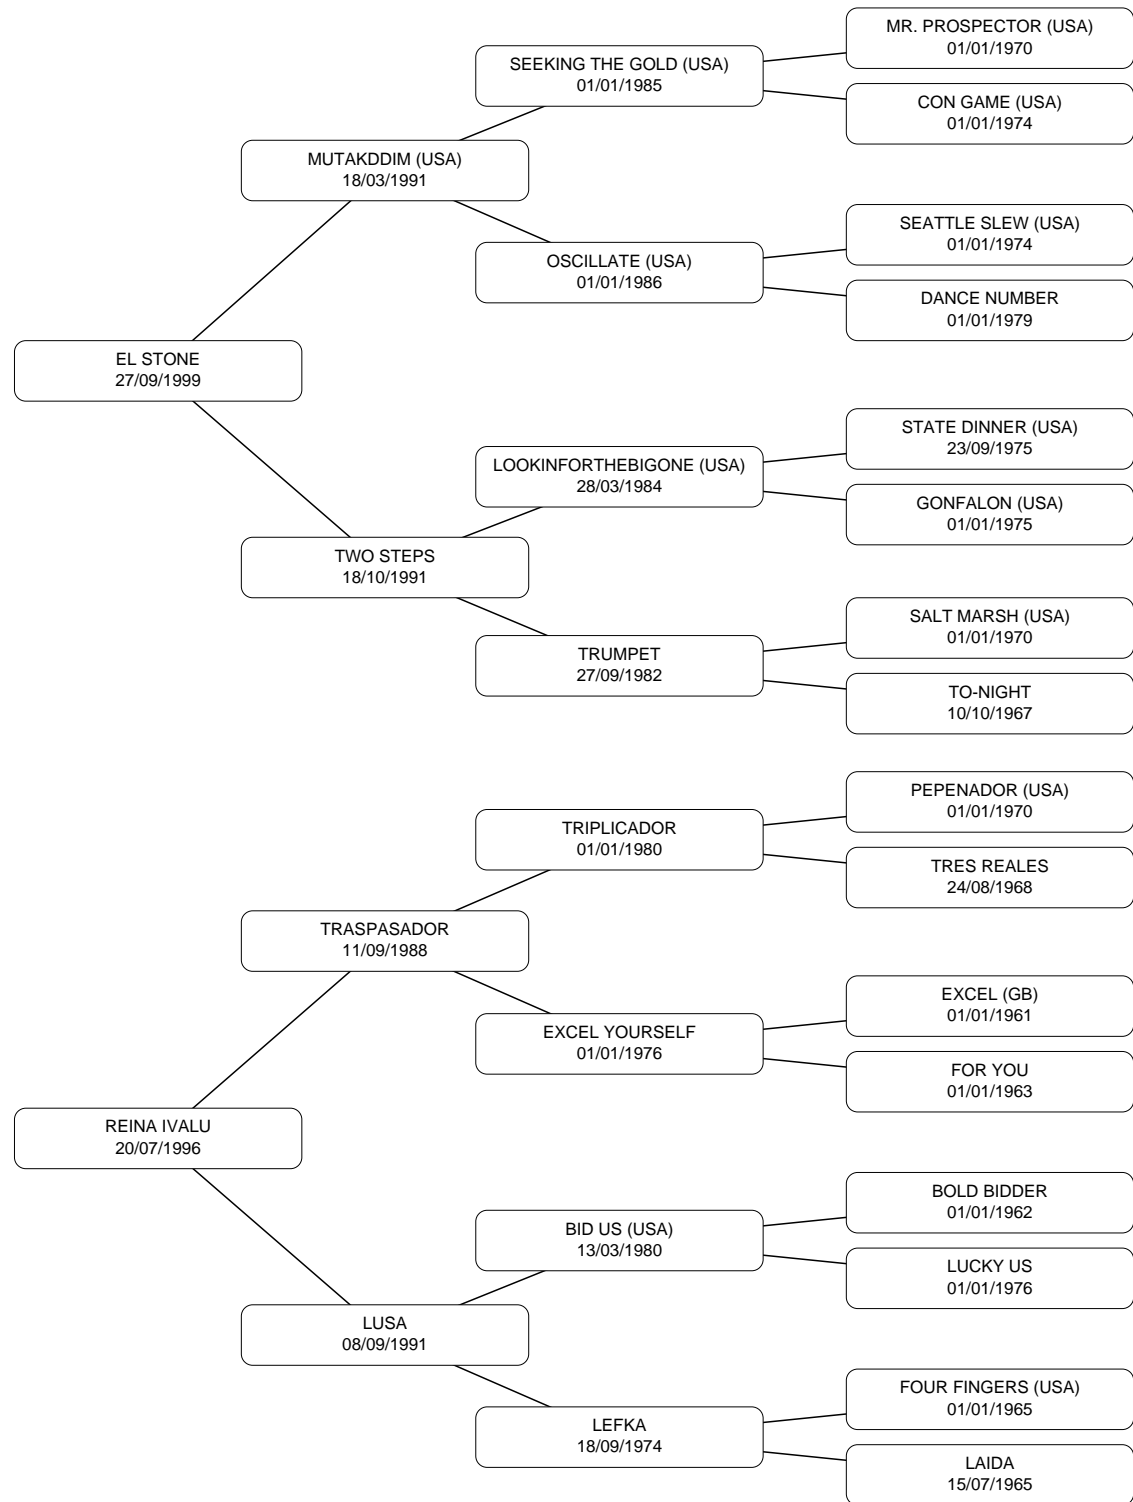 MR. PROSPECTOR (USA)
01/01/1970
SEEKING THE GOLD (USA)
01/01/1985
CON GAME (USA)
01/01/1974
MUTAKDDIM (USA)
18/03/1991
SEATTLE SLEW (USA)
01/01/1974
OSCILLATE (USA)
01/01/1986
DANCE NUMBER
01/01/1979
EL STONE
27/09/1999
STATE DINNER (USA)
23/09/1975
LOOKINFORTHEBIGONE (USA)
28/03/1984
GONFALON (USA)
01/01/1975
TWO STEPS
18/10/1991
SALT MARSH (USA)
01/01/1970
TRUMPET
27/09/1982
TO-NIGHT
10/10/1967
PEPENADOR (USA)
01/01/1970
TRIPLICADOR
01/01/1980
TRES REALES
24/08/1968
TRASPASADOR
11/09/1988
EXCEL (GB)
01/01/1961
EXCEL YOURSELF
01/01/1976
FOR YOU
01/01/1963
REINA IVALU
20/07/1996
BOLD BIDDER
01/01/1962
BID US (USA)
13/03/1980
LUCKY US
01/01/1976
LUSA
08/09/1991
FOUR FINGERS (USA)
01/01/1965
LEFKA
18/09/1974
LAIDA
15/07/1965